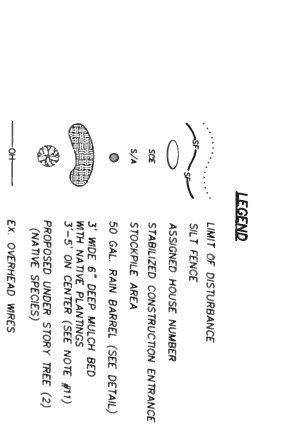 LEGEND
LIMIT OF DISTURBANCE
SF SF SILT FENCE
ASSIGNED HOUSE NUMBER
SCE STABILIZED CONSTRUCTION ENTRANCE
S/A STOCKPILE AREA
50 GAL. RAIN BARREL (SEE DETAIL)
3' WIDE 6" DEEP MULCH BED
WITH NATIVE PLANTINGS
3'-5' ON CENTER (SEE NOTE #11)
PROPOSED UNDER STORY TREE (2)
(NATIVE SPECIES)
OH EX. OVERHEAD WIRES